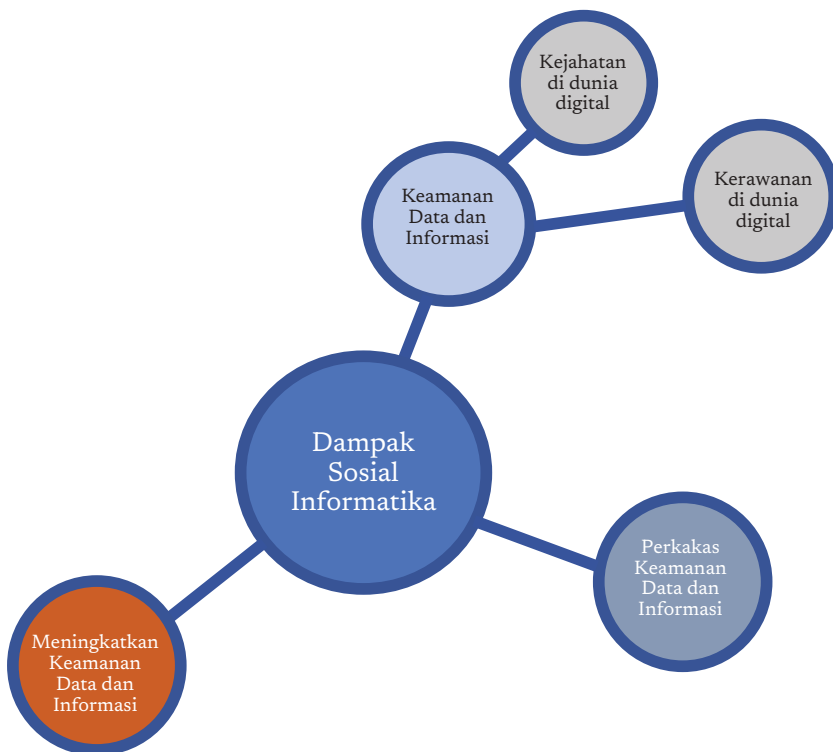 Kejahatan
di dunia
digital
Kerawanan
di dunia
digital
Keamanan
Data dan
Informasi
Dampak
Sosial
Informatika
Perkakas
Keamanan
Data dan
Informasi
Meningkatkan
Keamanan
Data dan
Informasi